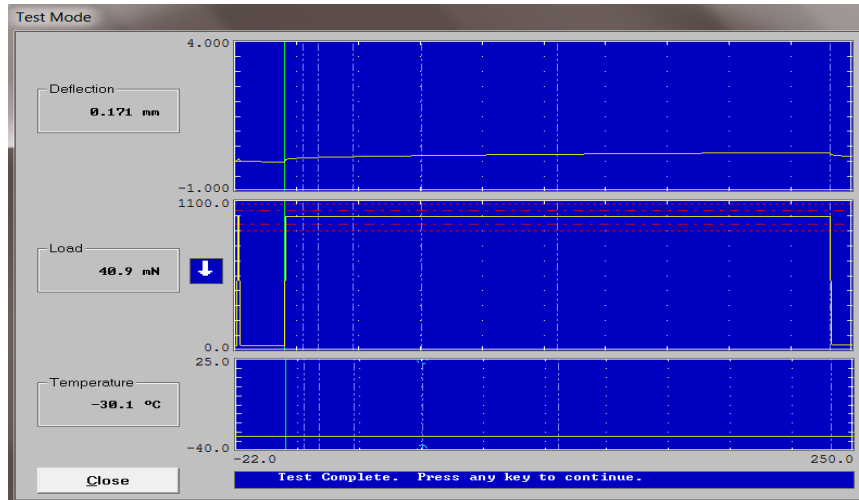 Test Mode
4.000
Deflection
0.171 mm
-1.000
1100.0
Load
40.9 mN
0.0
25.0
Temperature
-30.1 ºC
-40.0
-22.0 250.0
Close
Test Complete. Press any key to continue.